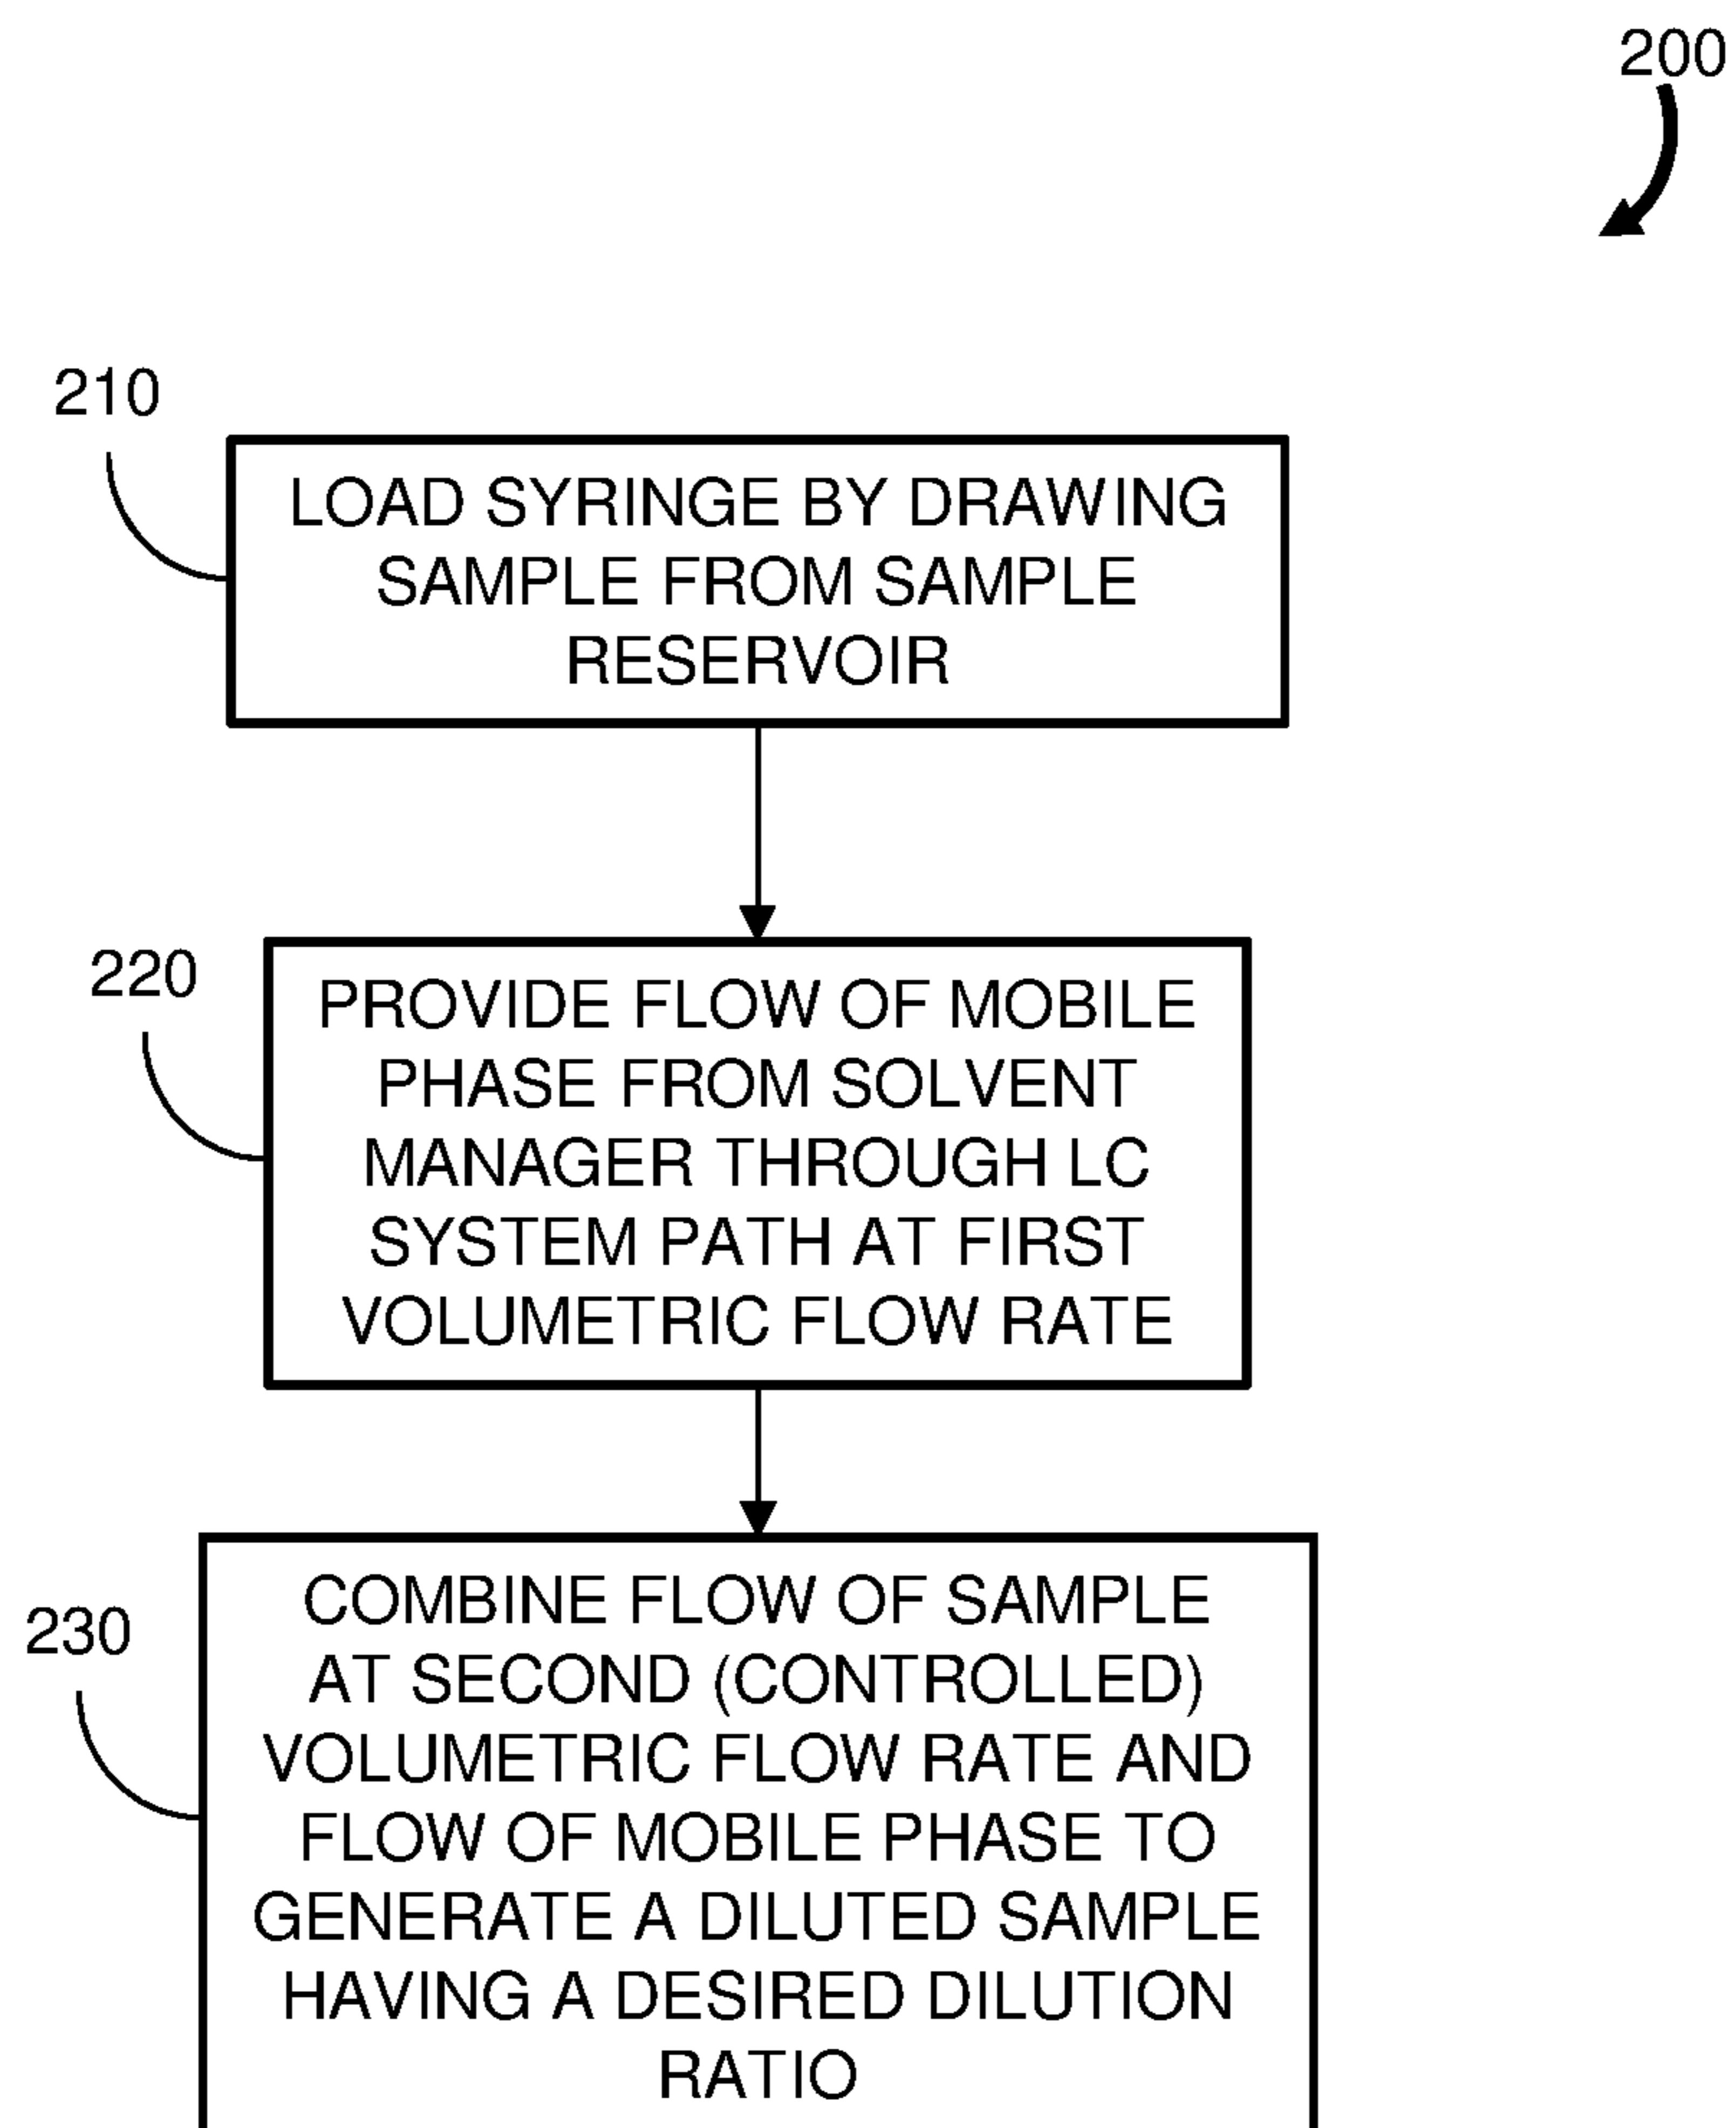 200
210
LOAD SYRINGE BY DRAWING
SAMPLE FROM SAMPLE
RESERVOIR
220
PROVIDE FLOW OF MOBILE
PHASE FROM SOLVENT
MANAGER THROUGH LC
SYSTEM PATH AT FIRST
VOLUMETRIC FLOW RATE
230
COMBINE FLOW OF SAMPLE
AT SECOND (CONTROLLED)
VOLUMETRIC FLOW RATE AND
FLOW OF MOBILE PHASE TO
GENERATE A DILUTED SAMPLE
HAVING A DESIRED DILUTION
RATIO